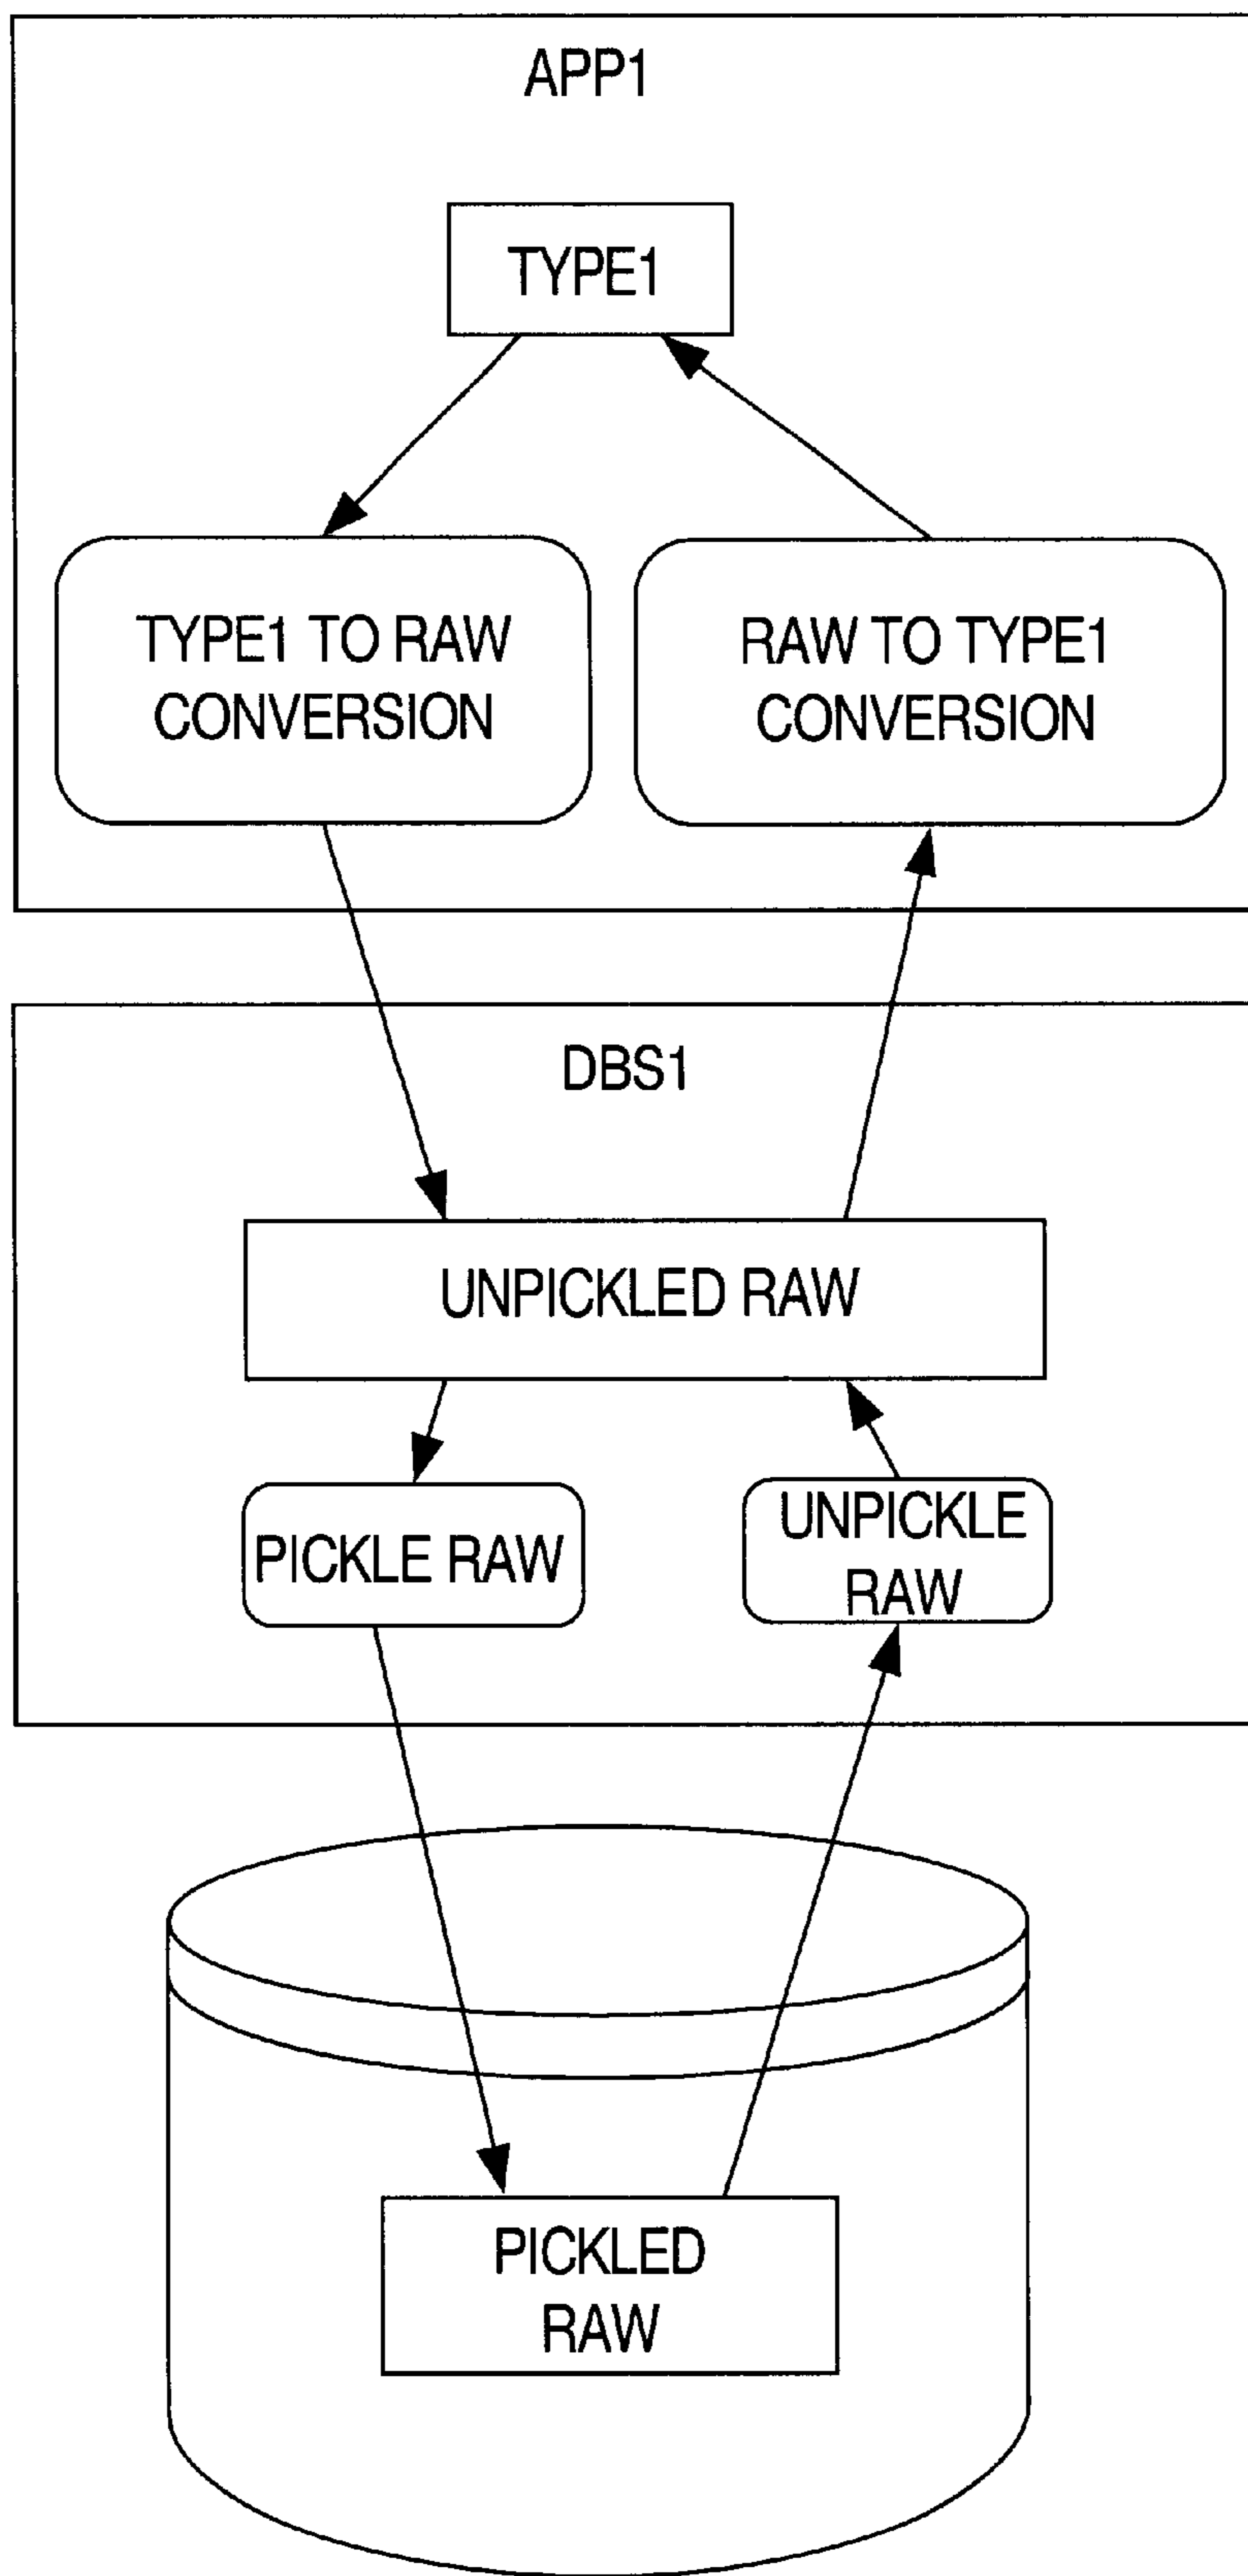 APP1
TYPE1
TYPE1 TO RAW
CONVERSION
RAW TO TYPE1
CONVERSION
DBS1
UNPICKLED RAW
PICKLE RAW
UNPICKLE
RAW
PICKLED
RAW